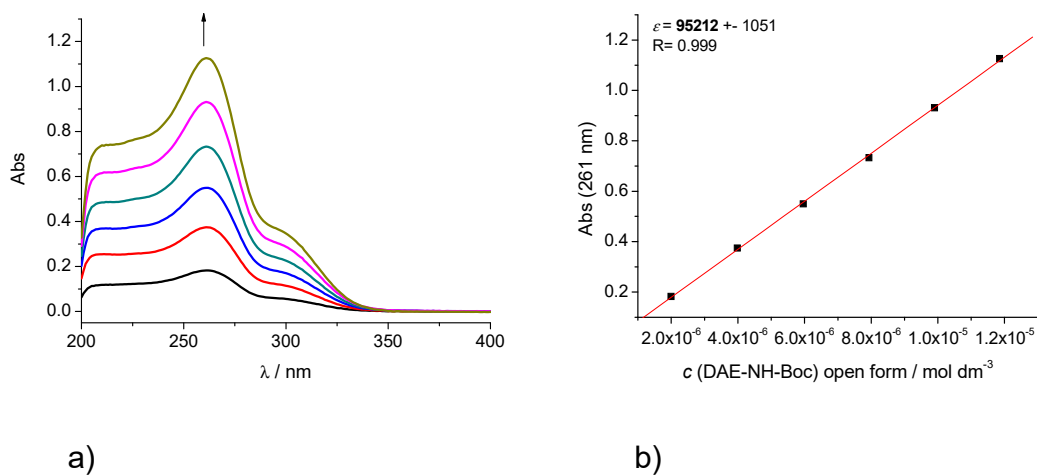 1.2
1.0
0.8
0.6
0.4
0.2
0.0
Abs
200 250 300 350 400
λ / nm
a)
ε = 95212 +- 1051
R= 0.999
1.2
1.0
0.8
0.6
0.4
0.2
Abs (261 nm)
2.0x10⁻⁶ 4.0x10⁻⁶ 6.0x10⁻⁶ 8.0x10⁻⁶ 1.0x10⁻⁵ 1.2x10⁻⁵
c (DAE-NH-Boc) open form / mol dm⁻³
b)